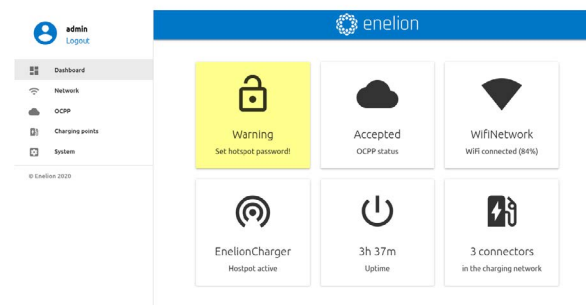 admin
Logout
enelion
Dashboard
Network
OCPP
Charging points
System
© Enelion 2020
Warning
Set hotspot password!
Accepted
OCPP status
WifiNetwork
WiFi connected (84%)
EnelionCharger
Hostpot active
3h 37m
Uptime
3 connectors
in the charging network